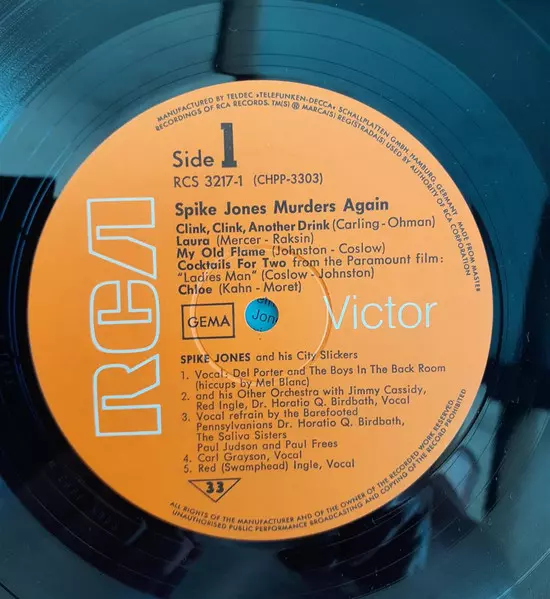 MANUFACTURED BY TELDEC »TELEFUNKEN-DECCA« SCHALLPLATTEN GMBH, HAMBURG, GERMANY MADE FROM MASTER
RECORDINGS OF RCA RECORDS. TM(S) ® MARCA(S) REG(ISTRADA(S) USED BY AUTHORITY OF RCA CORPORATION
Side 1
RCS 3217-1 (CHPP-3303)
Spike Jones Murders Again
Clink, Clink, Another Drink (Carling - Ohman)
Laura (Mercer - Raksin)
My Old Flame (Johnston - Coslow)
Cocktails For Two from the Paramount film:
"Ladies Man" (Coslow - Johnston)
Chloe (Kahn - Moret)
RCA
GEMA
Jon
Victor
SPIKE JONES and his City Slickers
1. Vocal: Del Porter and The Boys In The Back Room
(hiccups by Mel Blanc)
2. and his Other Orchestra with Jimmy Cassidy,
Red Ingle, Dr. Horatio Q. Birdbath, Vocal
3. Vocal refrain by the Barefooted
Pennsylvanians Dr. Horatio Q. Birdbath,
The Saliva Sisters
Paul Judson and Paul Frees
4. Carl Grayson, Vocal
5. Red (Swamphead) Ingle, Vocal
33
ALL RIGHTS OF THE MANUFACTURER AND OF THE OWNER OF THE RECORDED WORK RESERVED.
UNAUTHORISED PUBLIC PERFORMANCE BROADCASTING AND COPYING OF THE RECORD PROHIBITED